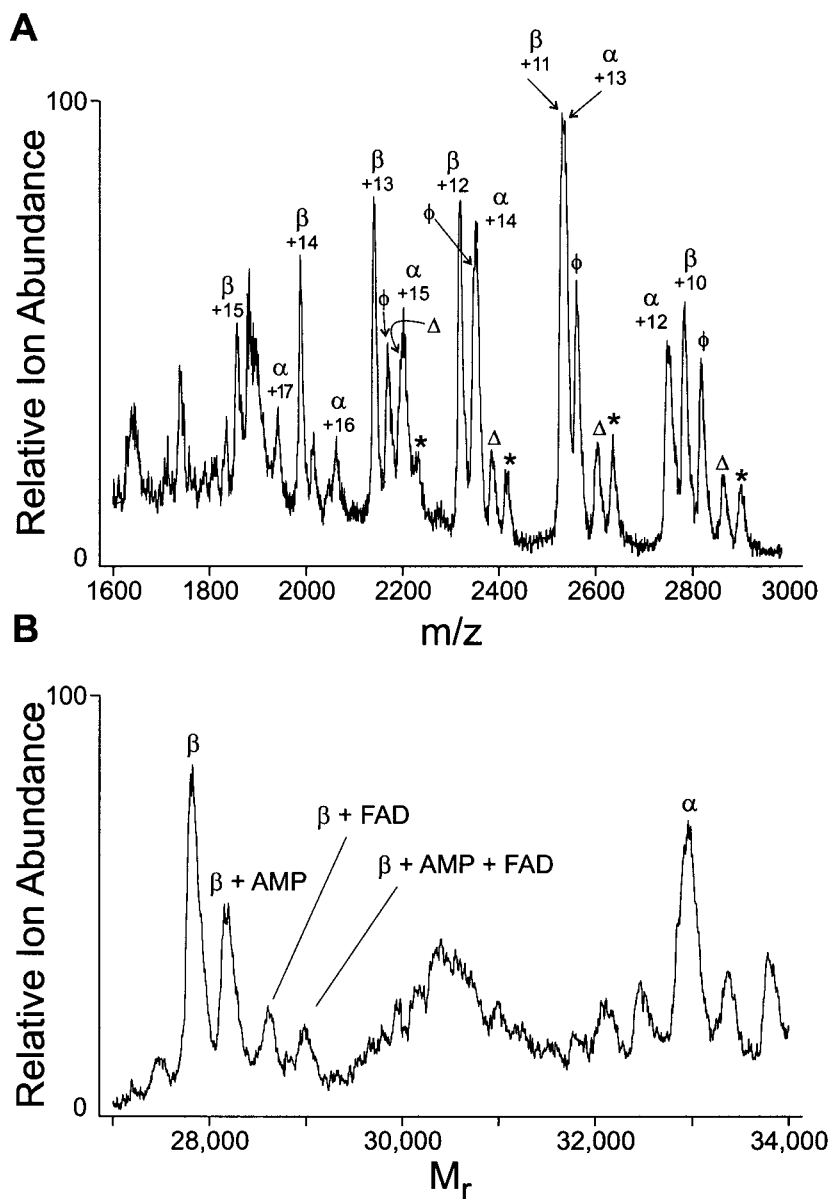 A
β
+11
α
+13
100
β
+13
β
+12
α
+14
ϕ
β
+14
β
+15
ϕ
α
+15
Δ
ϕ
α
+12
β
+10
ϕ
α
+17
α
+16
*
Δ
*
Δ
*
Δ
*
0
Relative Ion Abundance
1600 1800 2000 2200 2400 2600 2800 3000
m/z
B
100
β
β + FAD
α
β + AMP
β + AMP + FAD
0
Relative Ion Abundance
28,000 30,000 32,000 34,000
Mr